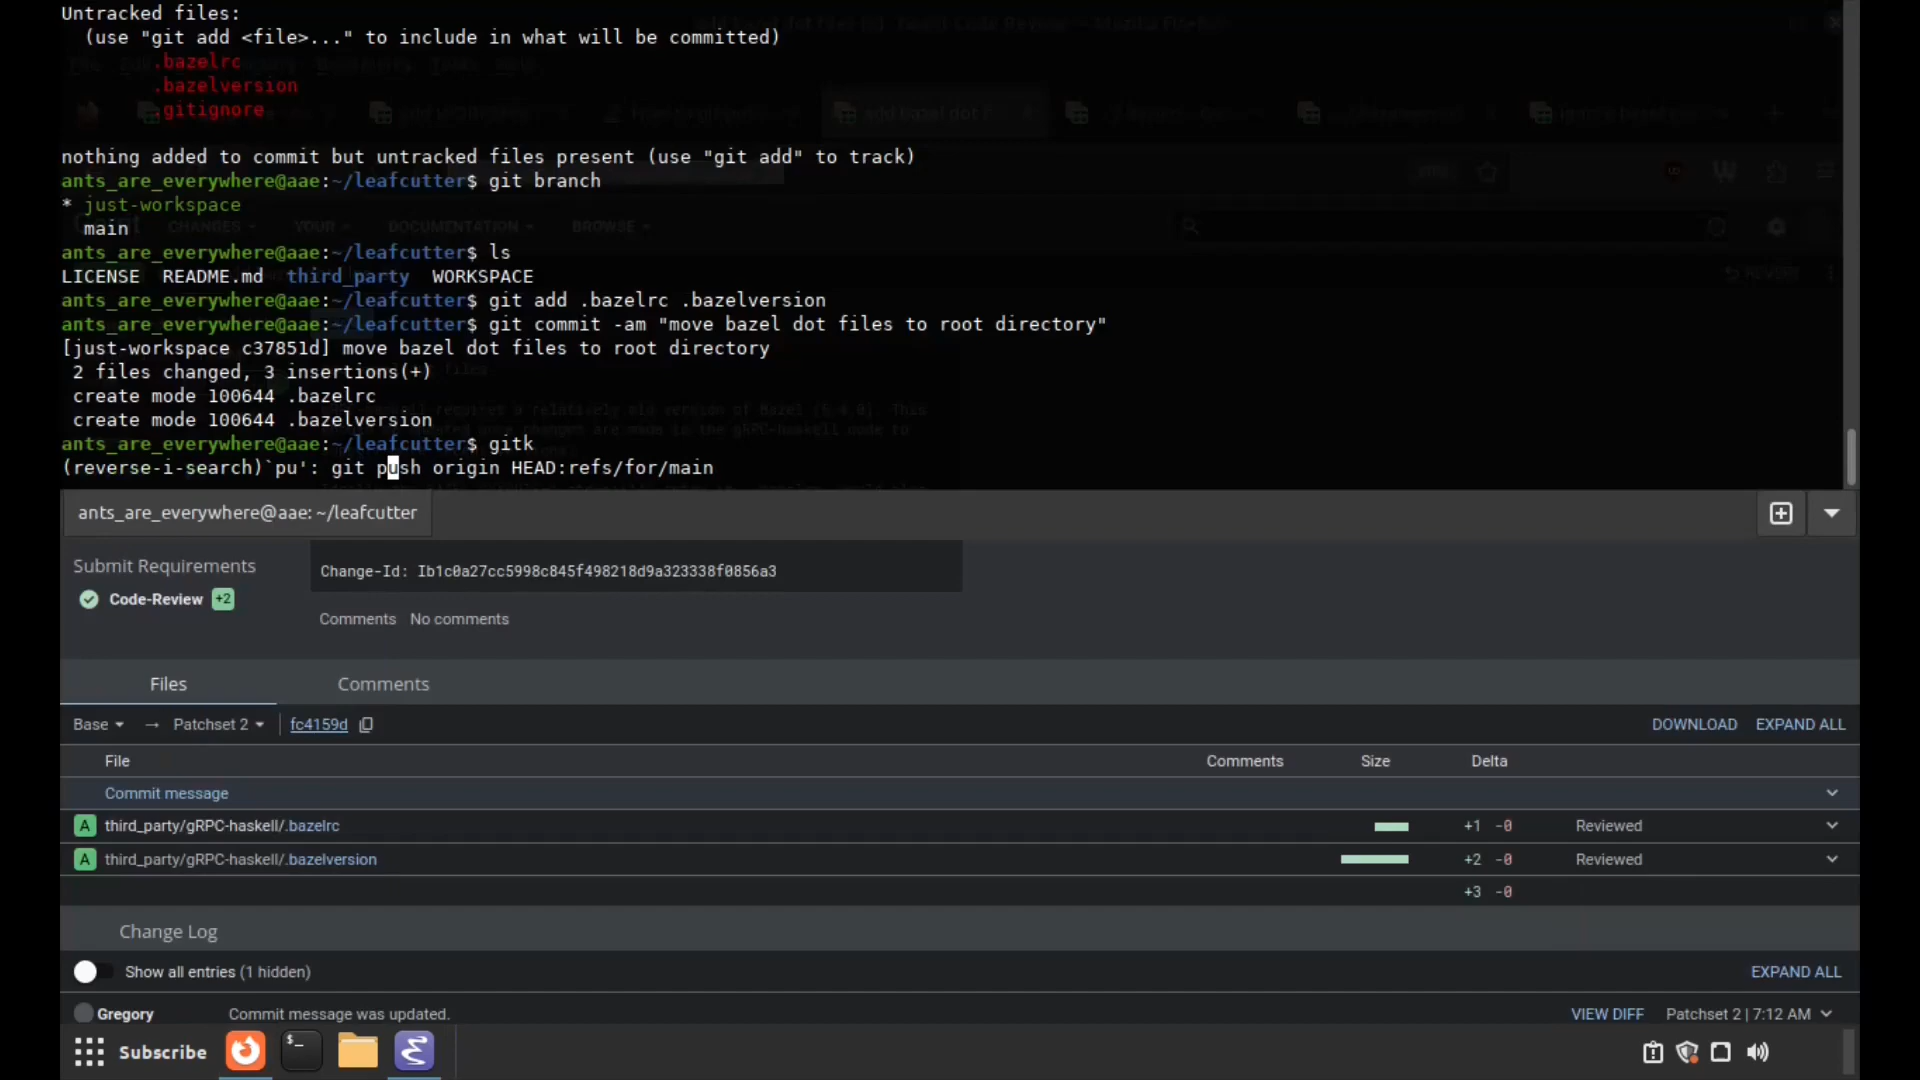 Untracked files:
(use "git add <file>..." to include in what will be committed)
.bazelrc
.bazelversion
.gitignore
nothing added to commit but untracked files present (use "git add" to track)
ants_are_everywhere@aae:~/leafcutter$ git branch
* just-workspace
main
CHANGES YOUR DOCUMENTATION BROWSE
ants_are_everywhere@aae:~/leafcutter$ ls
LICENSE README.md third_party WORKSPACE
ants_are_everywhere@aae:~/leafcutter$ git add .bazelrc .bazelversion
ants_are_everywhere@aae:~/leafcutter$ git commit -am "move bazel dot files to root directory"
[just-workspace c37851d] move bazel dot files to root directory
2 files changed, 3 insertions(+)
create mode 100644 .bazelrc
create mode 100644 .bazelversion
ants_are_everywhere@aae:~/leafcutter$ gitk
(reverse-i-search)`pu': git push origin HEAD:refs/for/main
ants_are_everywhere@aae: ~/leafcutter
Submit Requirements
Change-Id: Ib1c0a27cc5998c845f498218d9a323338f0856a3
Code-Review +2
Comments No comments
Files Comments
Base → Patchset 2 fc4159d DOWNLOAD EXPAND ALL
File Comments Size Delta
Commit message
A third_party/gRPC-haskell/.bazelrc +1 -0 Reviewed
A third_party/gRPC-haskell/.bazelversion +2 -0 Reviewed
+3 -0
Change Log
Show all entries (1 hidden) EXPAND ALL
Gregory Commit message was updated. VIEW DIFF Patchset 2 | 7:12 AM
Subscribe